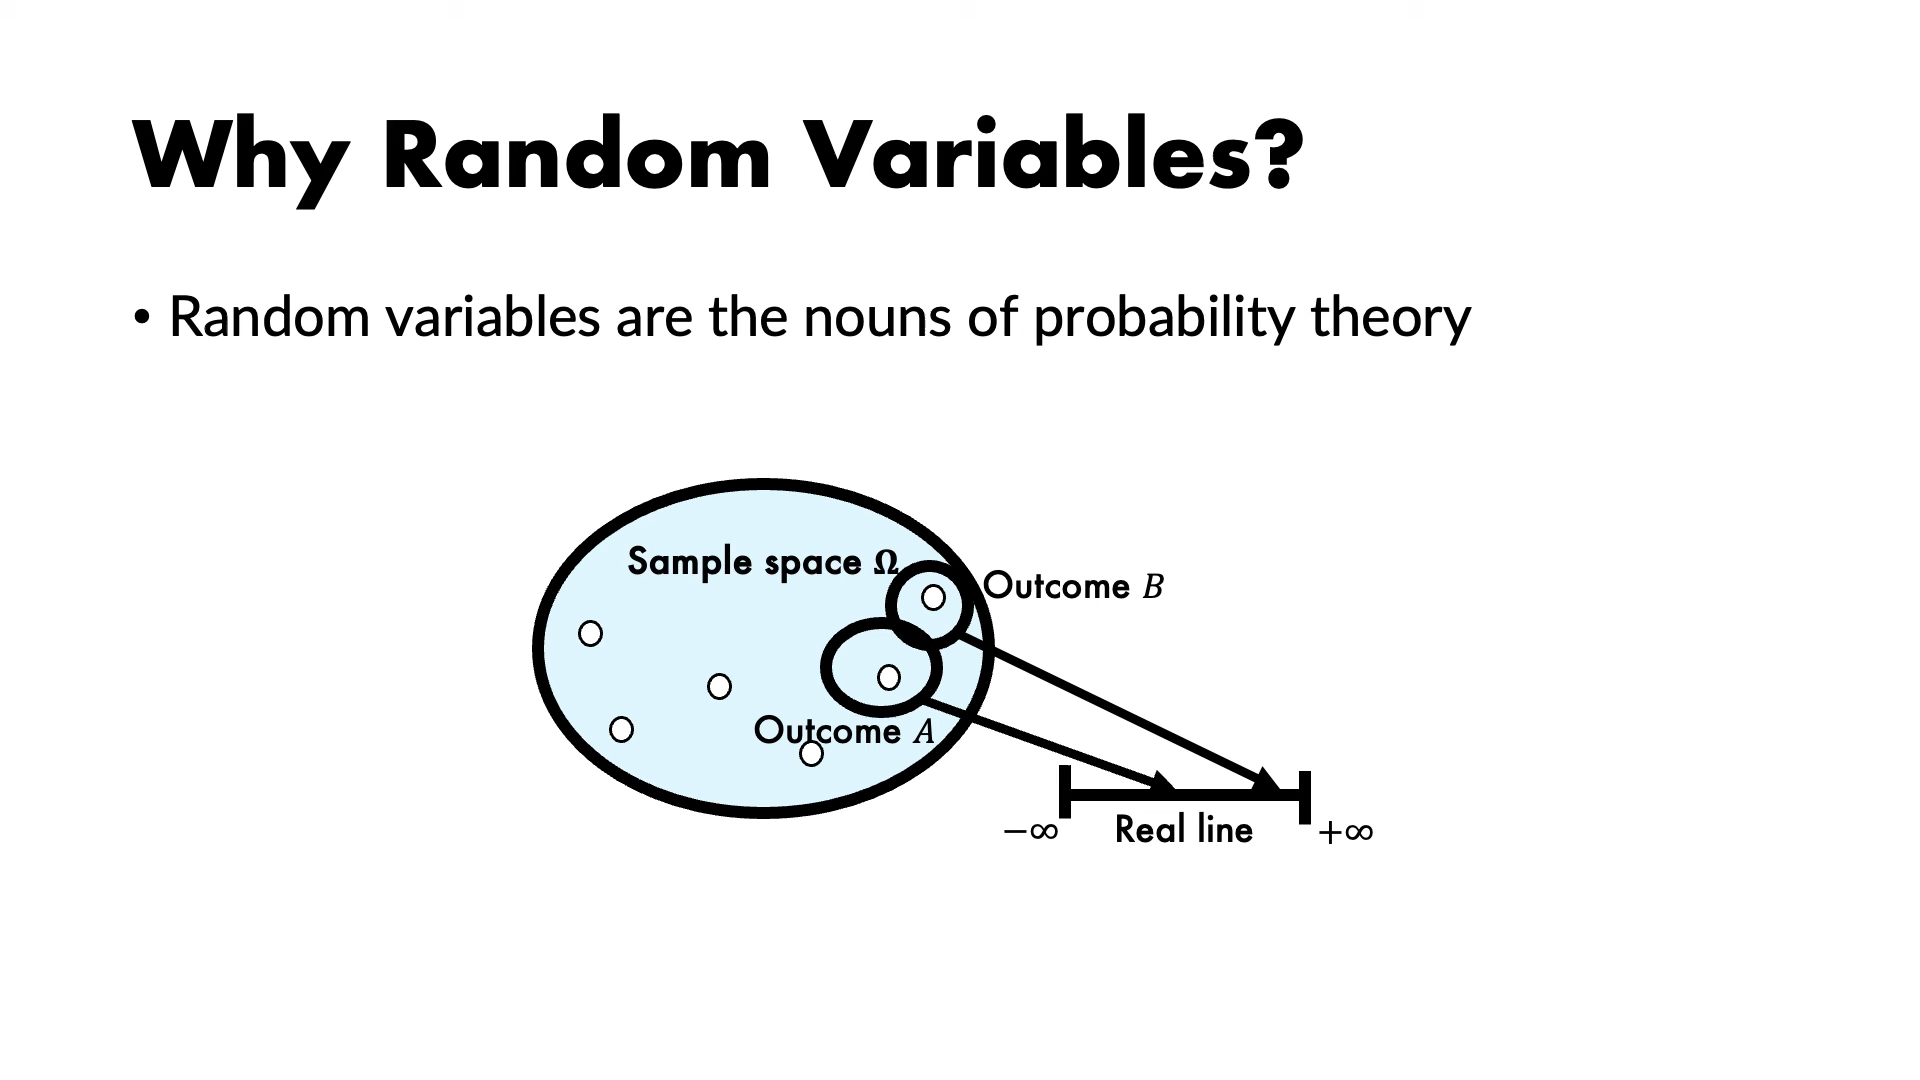 Why Random Variables?
• Random variables are the nouns of probability theory
Sample space Ω
Outcome B
Outcome A
−∞
Real line
+∞